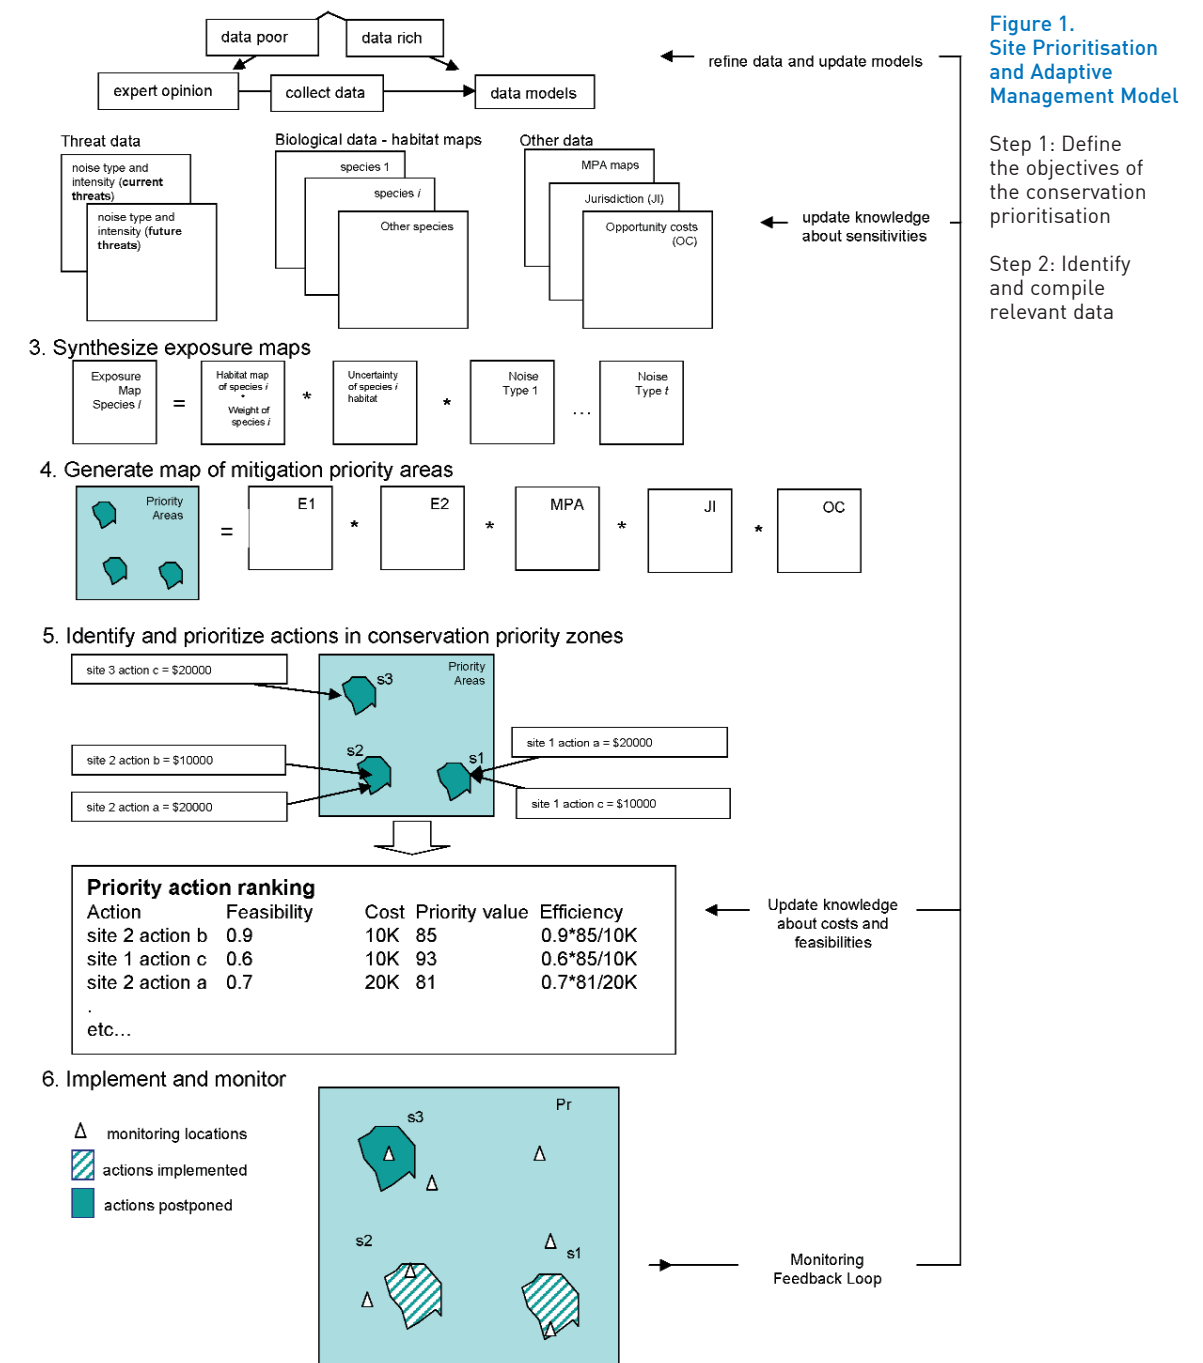 Figure 1.
Site Prioritisation
and Adaptive
Management Model
Step 1: Define
the objectives of
the conservation
prioritisation
Step 2: Identify
and compile
relevant data
data poor
data rich
expert opinion
collect data
data models
refine data and update models
Threat data
noise type and
intensity (current
threats)
noise type and
intensity (future
threats)
Biological data - habitat maps
species 1
species i
Other species
Other data
MPA maps
Jurisdiction (JI)
Opportunity costs
(OC)
update knowledge
about sensitivities
3. Synthesize exposure maps
Exposure
Map
Species I
=
Habitat map
of species i
*
Weight of
species i
*
Uncertainty
of species i
habitat
*
Noise
Type 1
...
Noise
Type t
4. Generate map of mitigation priority areas
Priority
Areas
=
E1
*
E2
*
MPA
*
JI
*
OC
5. Identify and prioritize actions in conservation priority zones
site 3 action c = $20000
site 2 action b = $10000
site 2 action a = $20000
Priority
Areas
s3
s2
s1
site 1 action a = $20000
site 1 action c = $10000
Priority action ranking
Action Feasibility Cost Priority value Efficiency
site 2 action b 0.9 10K 85 0.9*85/10K
site 1 action c 0.6 10K 93 0.6*85/10K
site 2 action a 0.7 20K 81 0.7*81/20K
.
etc...
Update knowledge
about costs and
feasibilities
6. Implement and monitor
monitoring locations
actions implemented
actions postponed
s3
Pr
s2
s1
Monitoring
Feedback Loop